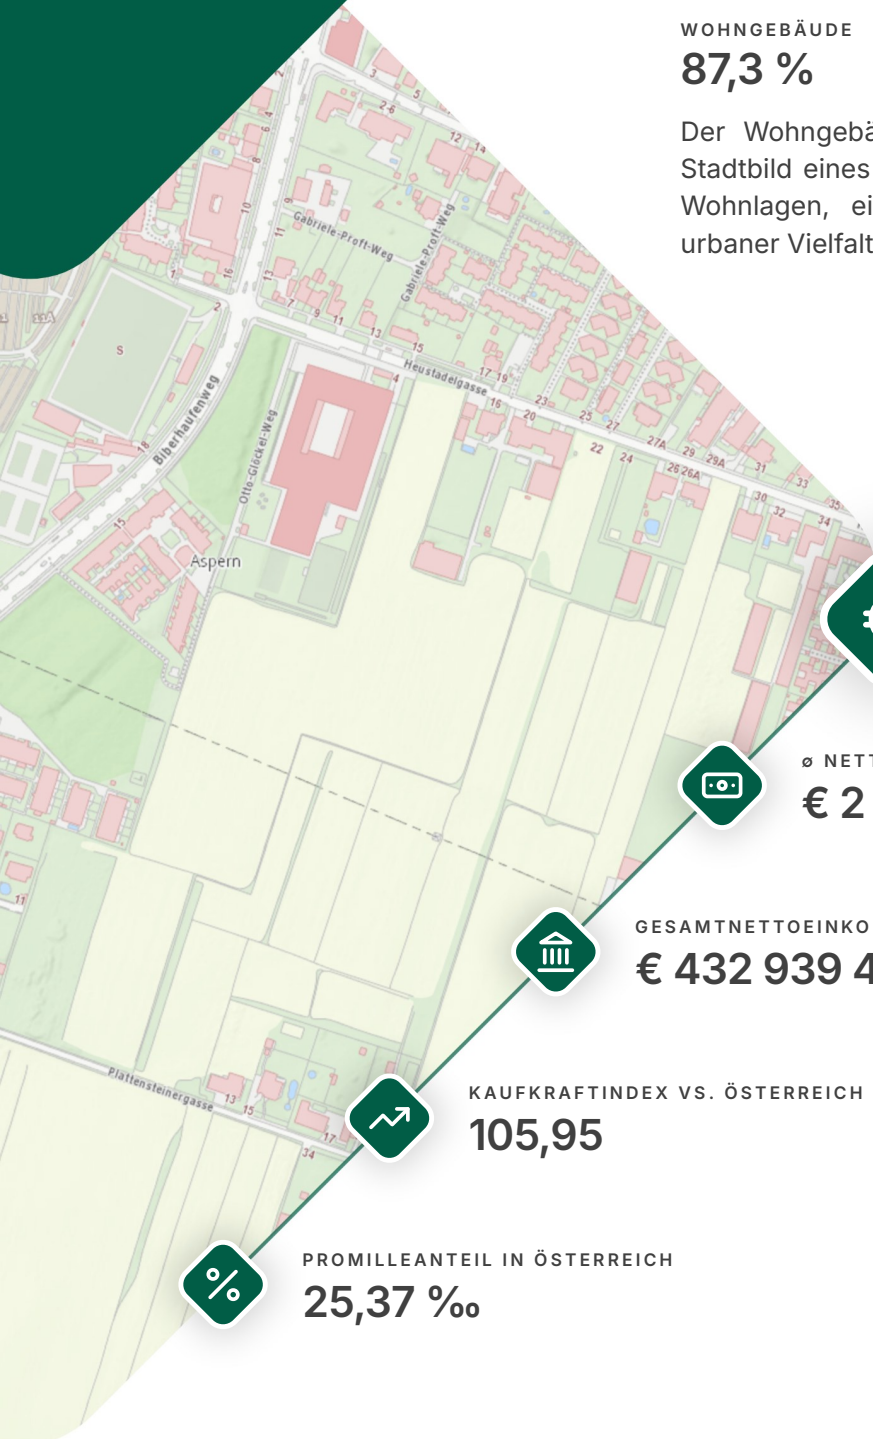 WOHNGEBÄUDE
87,3 %
Der Wohngebä
Stadtbild eines
Wohnlagen, ei
urbaner Vielfalt
Gabriele-Proft-Weg
Gabriele-Proft-Weg
Heustadelgasse
Biberhaufenweg
Otto-Glöckel-Weg
Aspern
Plattensteinergasse
ø NETT
€ 2
GESAMTNETTOEINKO
€ 432 939 4
KAUFKRAFTINDEX VS. ÖSTERREICH
105,95
PROMILLEANTEIL IN ÖSTERREICH
25,37 ‰